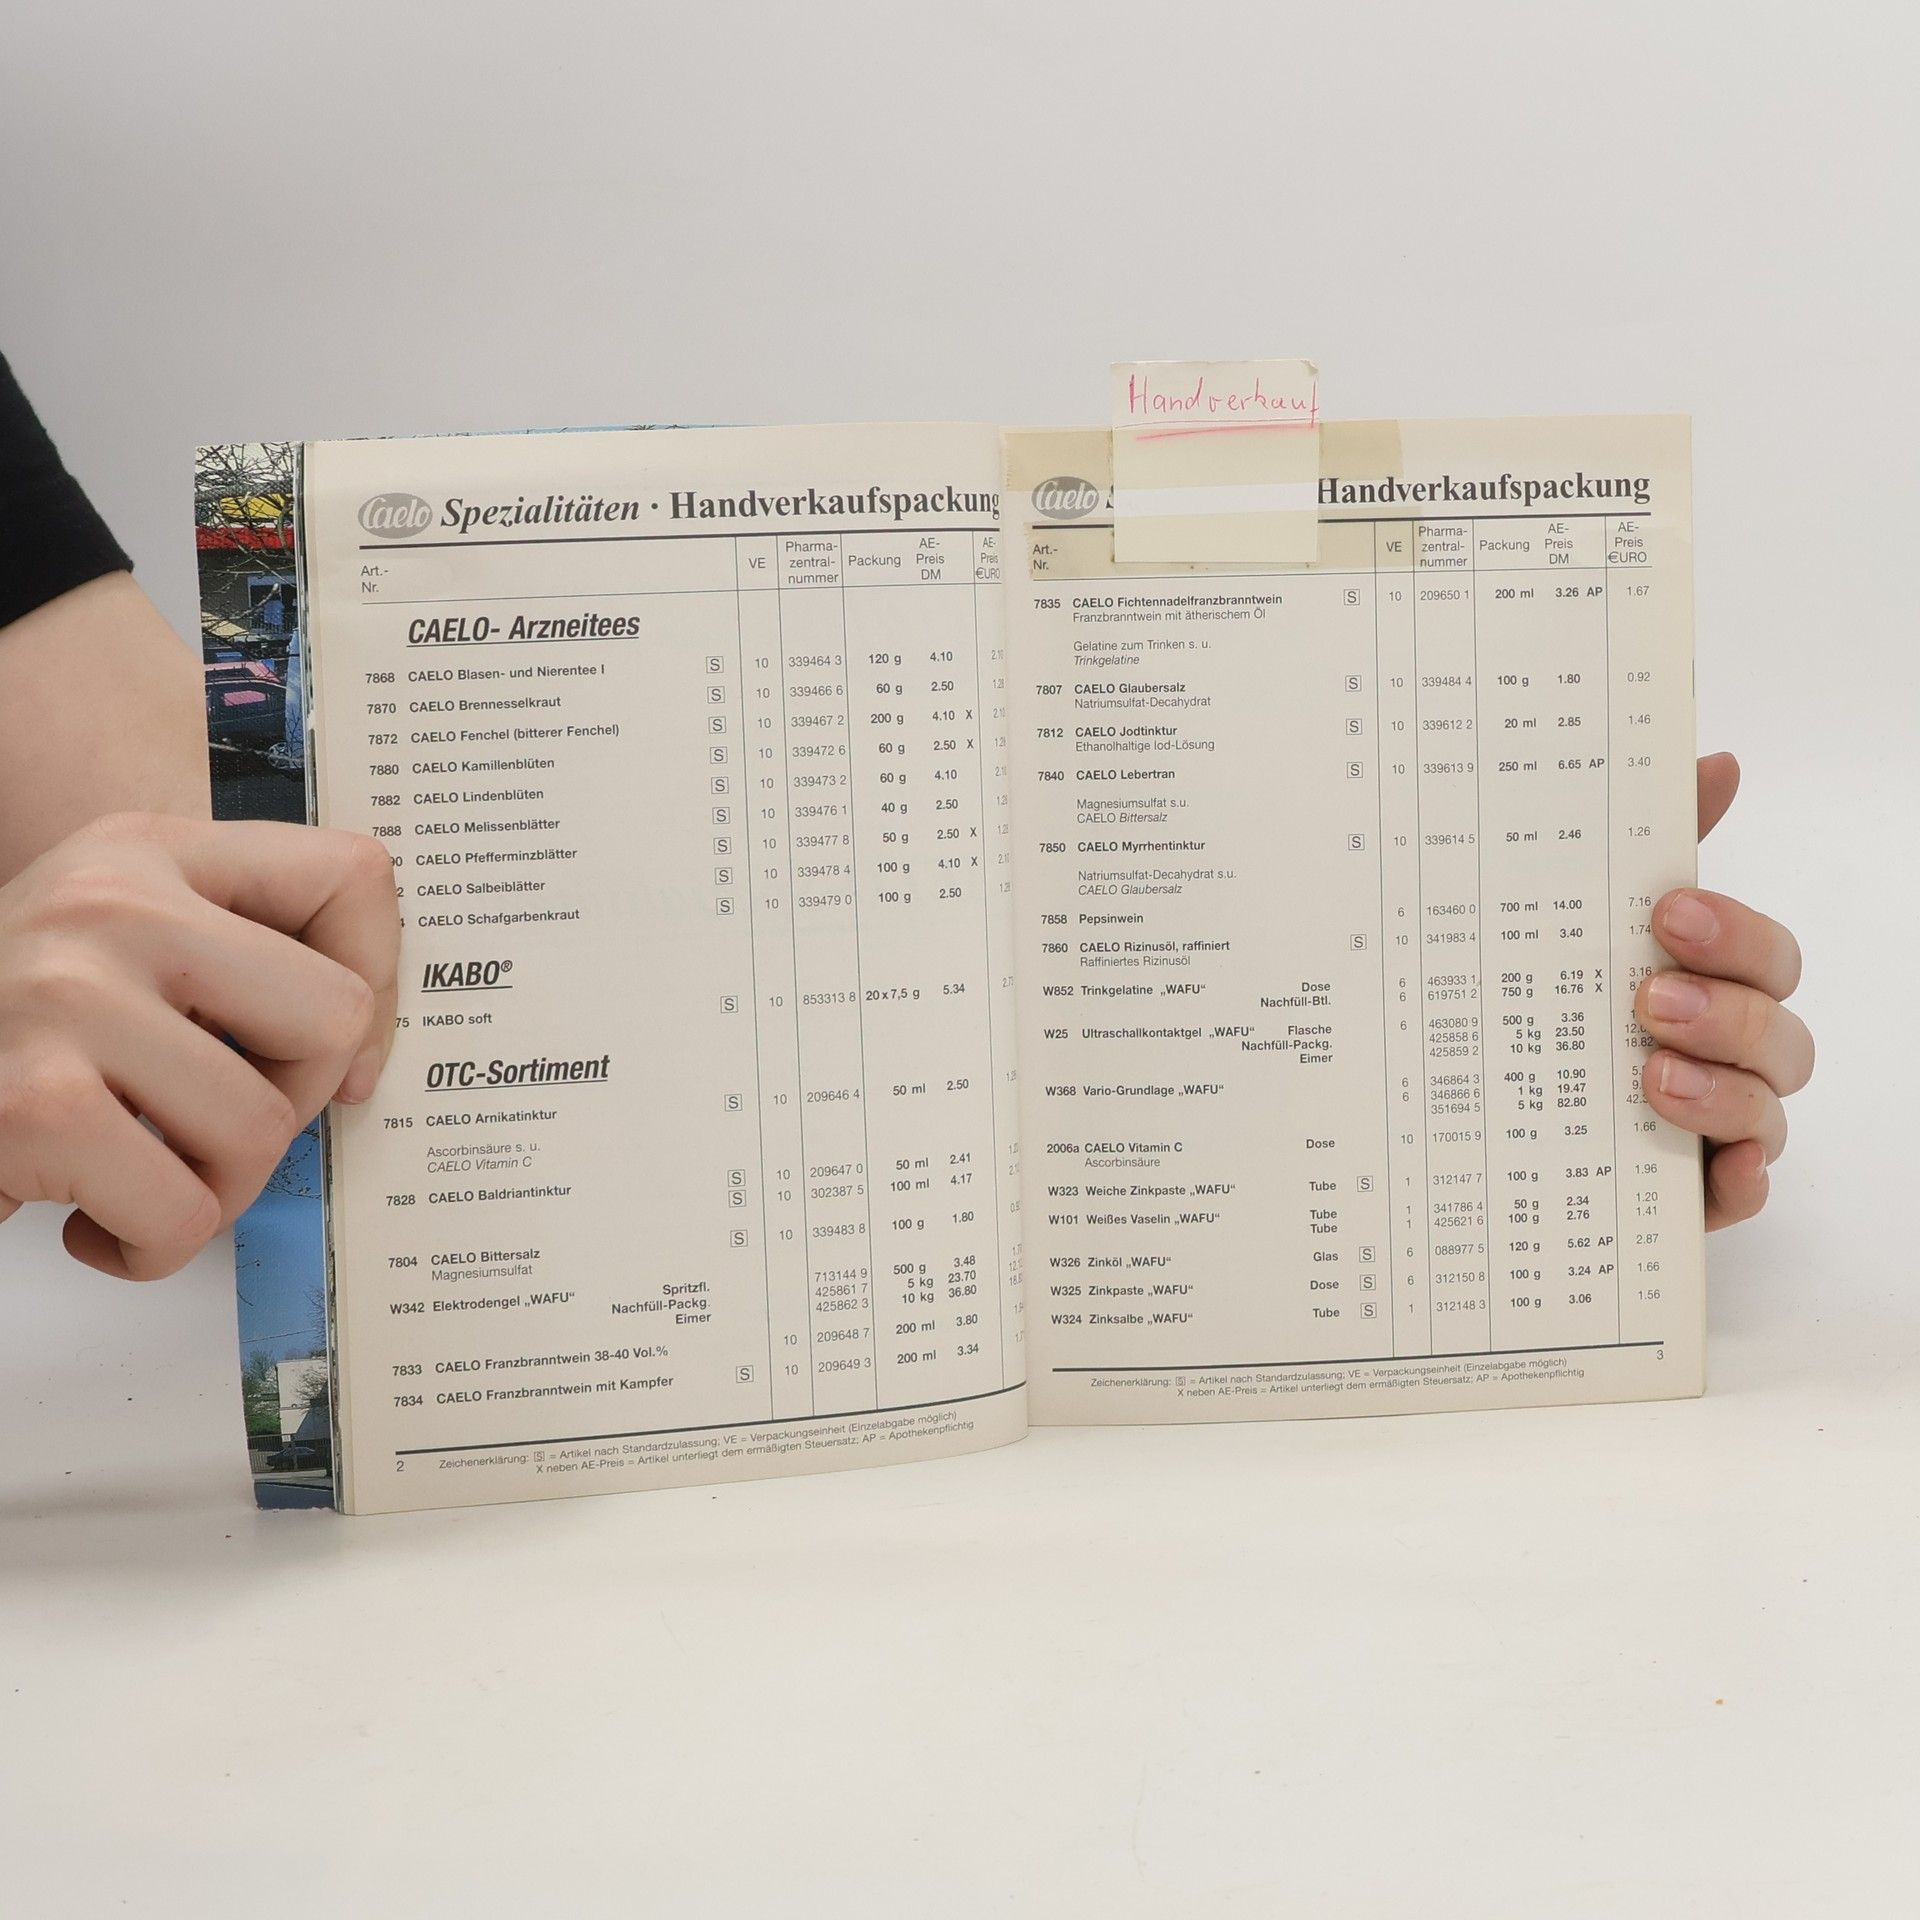 Handverkauf
Caelo Spezialitäten · Handverkaufspackung
Art.-Nr. VE Pharma-zentral-nummer Packung AE-Preis DM AE-Preis €URO
CAELO- Arzneitees
7868 CAELO Blasen- und Nierentee I S 10 339464 3 120 g 4.10
7870 CAELO Brennesselkraut S 10 339466 6 60 g 2.50
7872 CAELO Fenchel (bitterer Fenchel) S 10 339467 2 200 g 4.10 X
7880 CAELO Kamillenblüten S 10 339472 6 60 g 2.50 X
7882 CAELO Lindenblüten S 10 339473 2 60 g 4.10
7888 CAELO Melissenblätter S 10 339476 1 40 g 2.50
CAELO Pfefferminzblätter S 10 339477 8 50 g 2.50 X
CAELO Salbeiblätter S 10 339478 4 100 g 4.10 X
CAELO Schafgarbenkraut S 10 339479 0 100 g 2.50
IKABO®
75 IKABO soft S 10 853313 8 20 x 7,5 g 5.34
OTC-Sortiment
7815 CAELO Arnikatinktur S 10 209646 4 50 ml 2.50
Ascorbinsäure s. u.
CAELO Vitamin C
7828 CAELO Baldriantinktur S 10 209647 0 50 ml 2.41
S 10 302387 5 100 ml 4.17
7804 CAELO Bittersalz S 10 339483 8 100 g 1.80
Magnesiumsulfat
W342 Elektrodengel „WAFU“ Spritzfl. 713144 9 500 g 3.48
Nachfüll-Packg. 425861 7 5 kg 23.70
Eimer 425862 3 10 kg 36.80
7833 CAELO Franzbranntwein 38-40 Vol.% 10 209648 7 200 ml 3.80
7834 CAELO Franzbranntwein mit Kampfer S 10 209649 3 200 ml 3.34
2 Zeichenerklärung: S = Artikel nach Standardzulassung; VE = Verpackungseinheit (Einzelabgabe möglich)
X neben AE-Preis = Artikel unterliegt dem ermäßigten Steuersatz; AP = Apothekenpflichtig
Caelo Handverkaufspackung
Art.-Nr. VE Pharma-zentral-nummer Packung AE-Preis DM AE-Preis €URO
7835 CAELO Fichtennadelfranzbranntwein S 10 209650 1 200 ml 3.26 AP 1.67
Franzbranntwein mit ätherischem Öl
Gelatine zum Trinken s. u.
Trinkgelatine
7807 CAELO Glaubersalz S 10 339484 4 100 g 1.80 0.92
Natriumsulfat-Decahydrat
7812 CAELO Jodtinktur S 10 339612 2 20 ml 2.85 1.46
Ethanolhaltige Iod-Lösung
7840 CAELO Lebertran S 10 339613 9 250 ml 6.65 AP 3.40
Magnesiumsulfat s.u.
CAELO Bittersalz
7850 CAELO Myrrhentinktur S 10 339614 5 50 ml 2.46 1.26
Natriumsulfat-Decahydrat s.u.
CAELO Glaubersalz
7858 Pepsinwein 6 163460 0 700 ml 14.00 7.16
7860 CAELO Rizinusöl, raffiniert S 10 341983 4 100 ml 3.40 1.74
Raffiniertes Rizinusöl
W852 Trinkgelatine „WAFU“ Dose 6 463933 1 200 g 6.19 X 3.16
Nachfüll-Btl. 6 619751 2 750 g 16.76 X
W25 Ultraschallkontaktgel „WAFU“ Flasche 6 463080 9 500 g 3.36
Nachfüll-Packg. 425858 6 5 kg 23.50
Eimer 425859 2 10 kg 36.80 18.82
W368 Vario-Grundlage „WAFU“ 6 346864 3 400 g 10.90
6 346866 6 1 kg 19.47
351694 5 5 kg 82.80
2006a CAELO Vitamin C Dose 10 170015 9 100 g 3.25 1.66
Ascorbinsäure
W323 Weiche Zinkpaste „WAFU“ Tube S 1 312147 7 100 g 3.83 AP 1.96
W101 Weißes Vaselin „WAFU“ Tube 1 341786 4 50 g 2.34 1.20
Tube 1 425621 6 100 g 2.76 1.41
W326 Zinköl „WAFU“ Glas S 6 088977 5 120 g 5.62 AP 2.87
W325 Zinkpaste „WAFU“ Dose S 6 312150 8 100 g 3.24 AP 1.66
W324 Zinksalbe „WAFU“ Tube S 1 312148 3 100 g 3.06 1.56
Zeichenerklärung: S = Artikel nach Standardzulassung; VE = Verpackungseinheit (Einzelabgabe möglich) 3
X neben AE-Preis = Artikel unterliegt dem ermäßigten Steuersatz; AP = Apothekenpflichtig